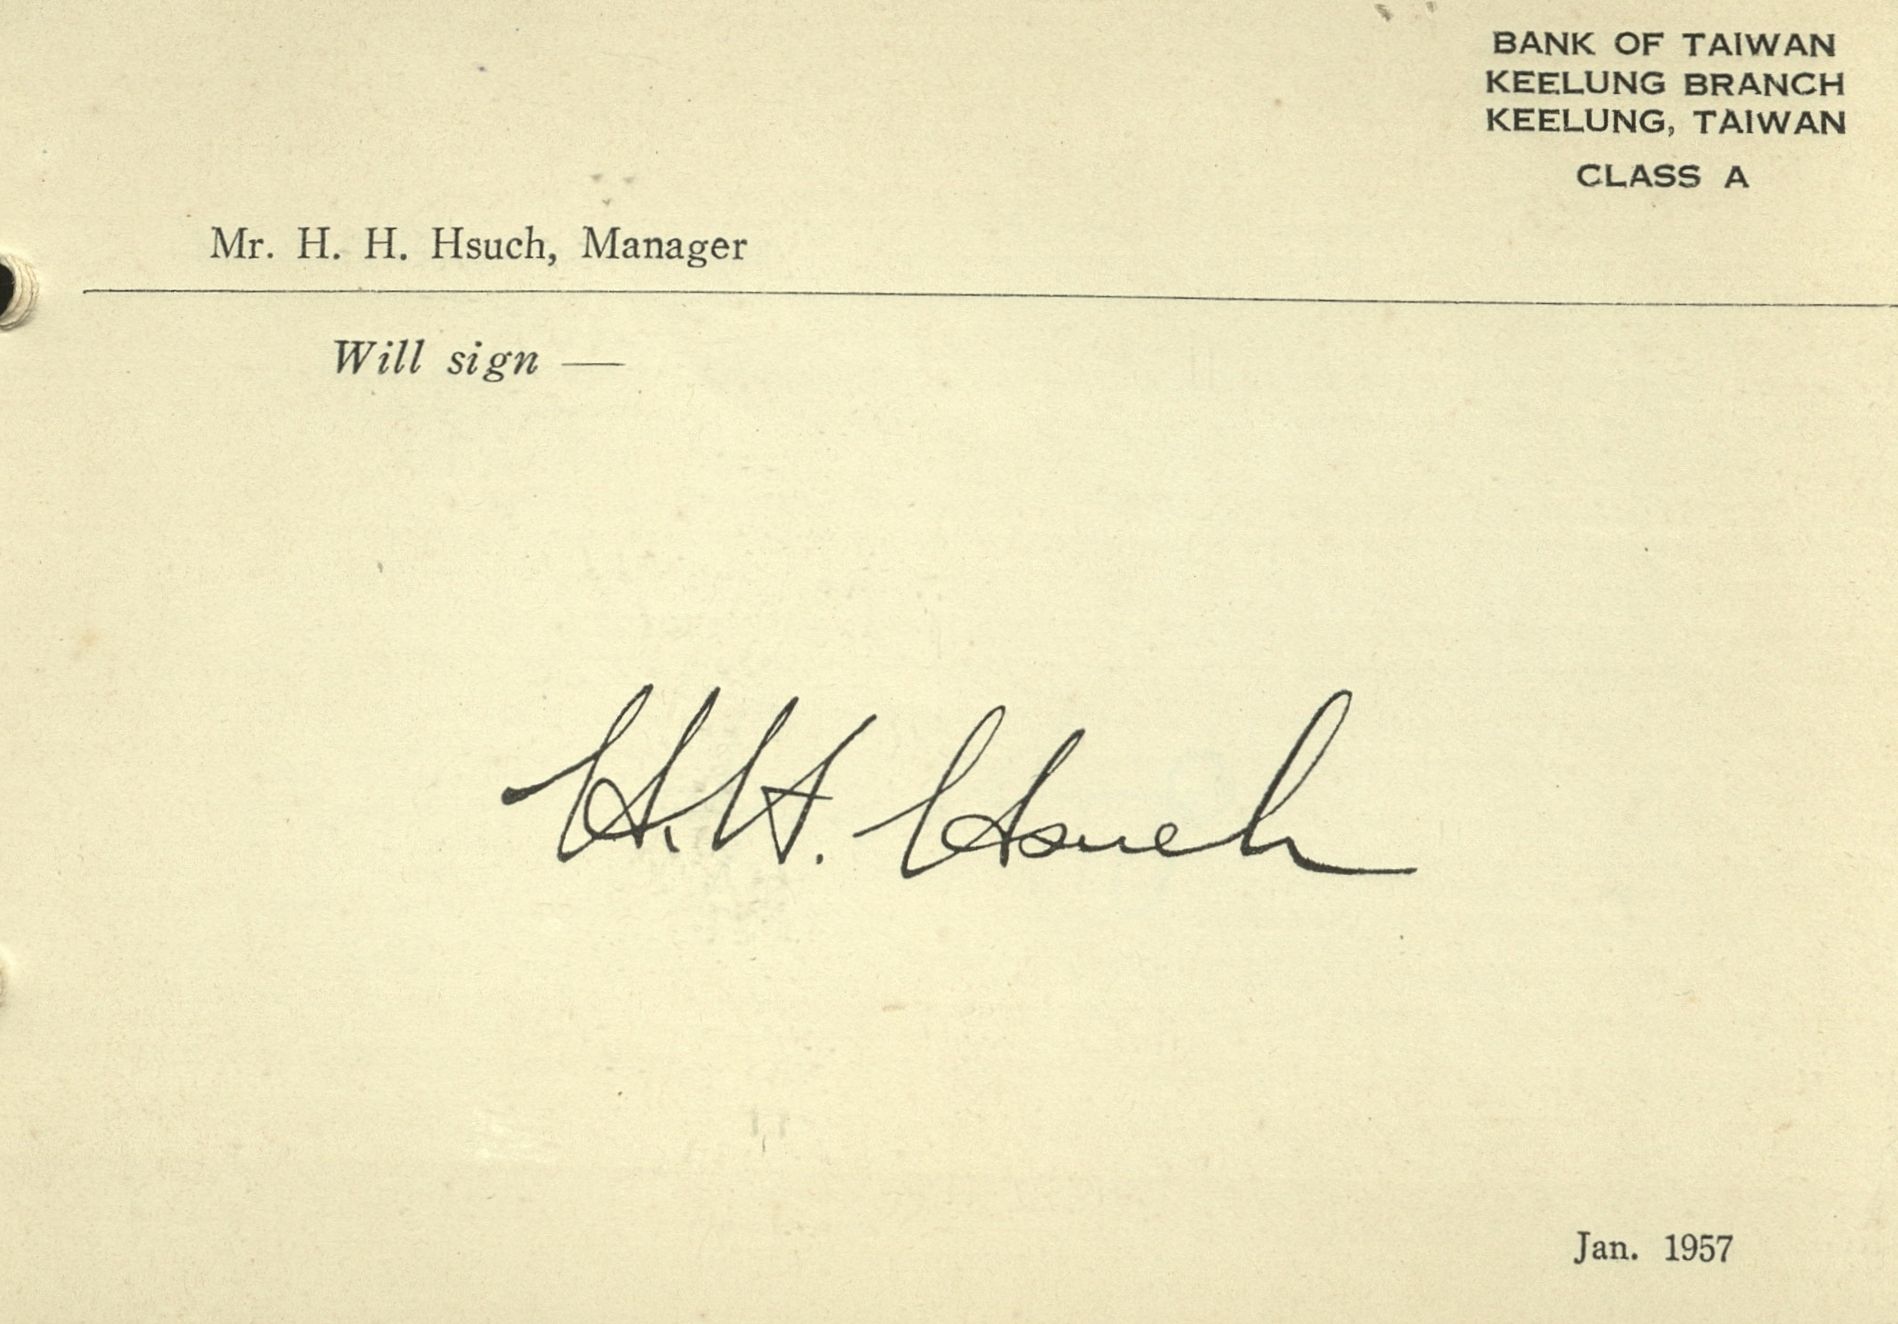 BANK OF TAIWAN
KEELUNG BRANCH
KEELUNG, TAIWAN
CLASS A
Mr. H. H. Hsuch, Manager
Will sign —
H. H. Hsueh
Jan. 1957